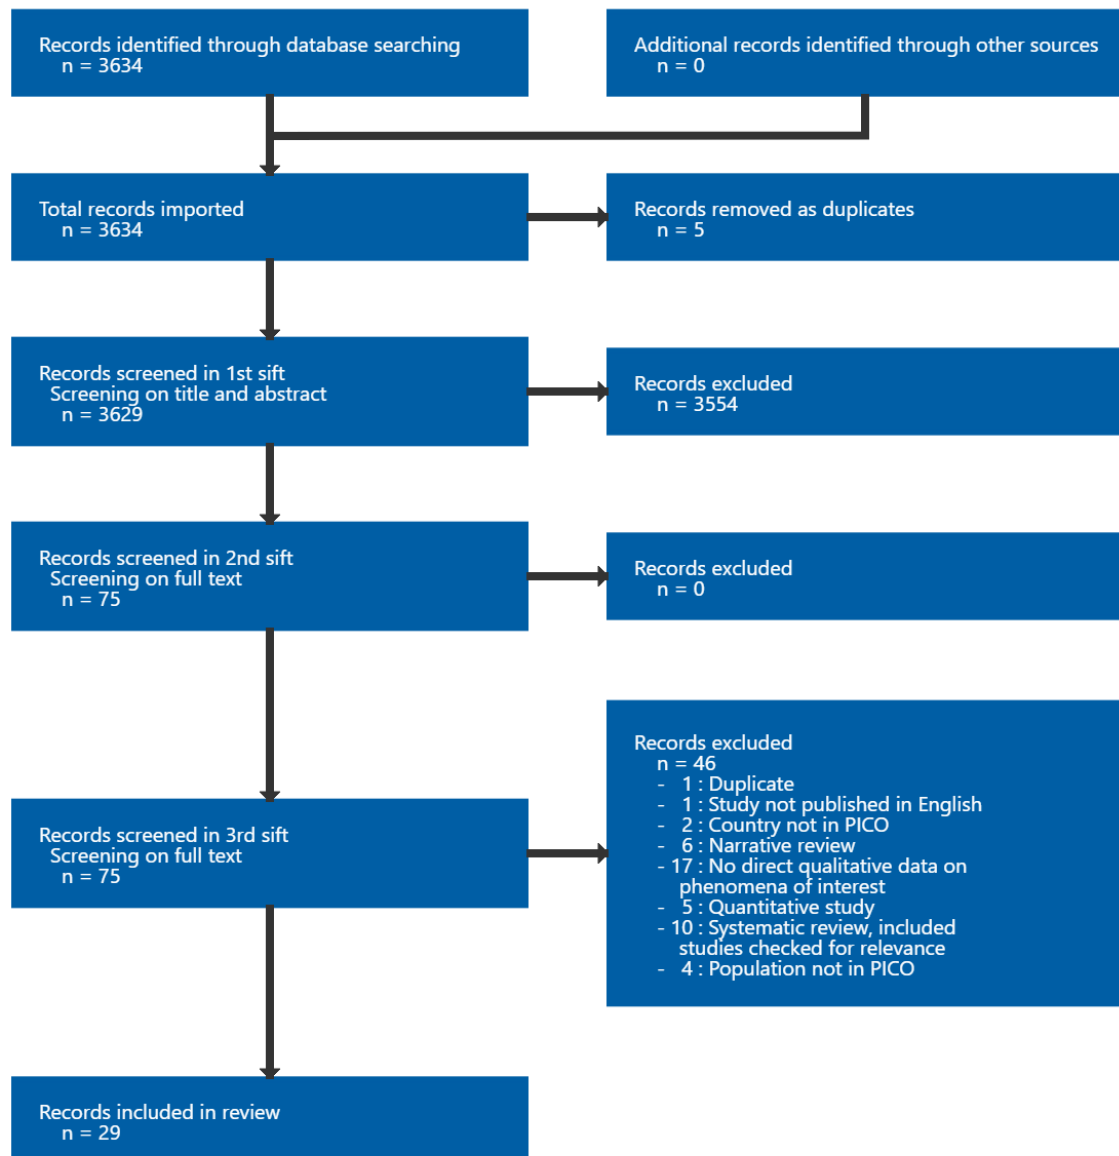 Records identified through database searching
n = 3634
Additional records identified through other sources
n = 0
Total records imported
n = 3634
Records removed as duplicates
n = 5
Records screened in 1st sift
Screening on title and abstract
n = 3629
Records excluded
n = 3554
Records screened in 2nd sift
Screening on full text
n = 75
Records excluded
n = 0
Records screened in 3rd sift
Screening on full text
n = 75
Records excluded
n = 46
- 1 : Duplicate
- 1 : Study not published in English
- 2 : Country not in PICO
- 6 : Narrative review
- 17 : No direct qualitative data on
phenomena of interest
- 5 : Quantitative study
- 10 : Systematic review, included
studies checked for relevance
- 4 : Population not in PICO
Records included in review
n = 29